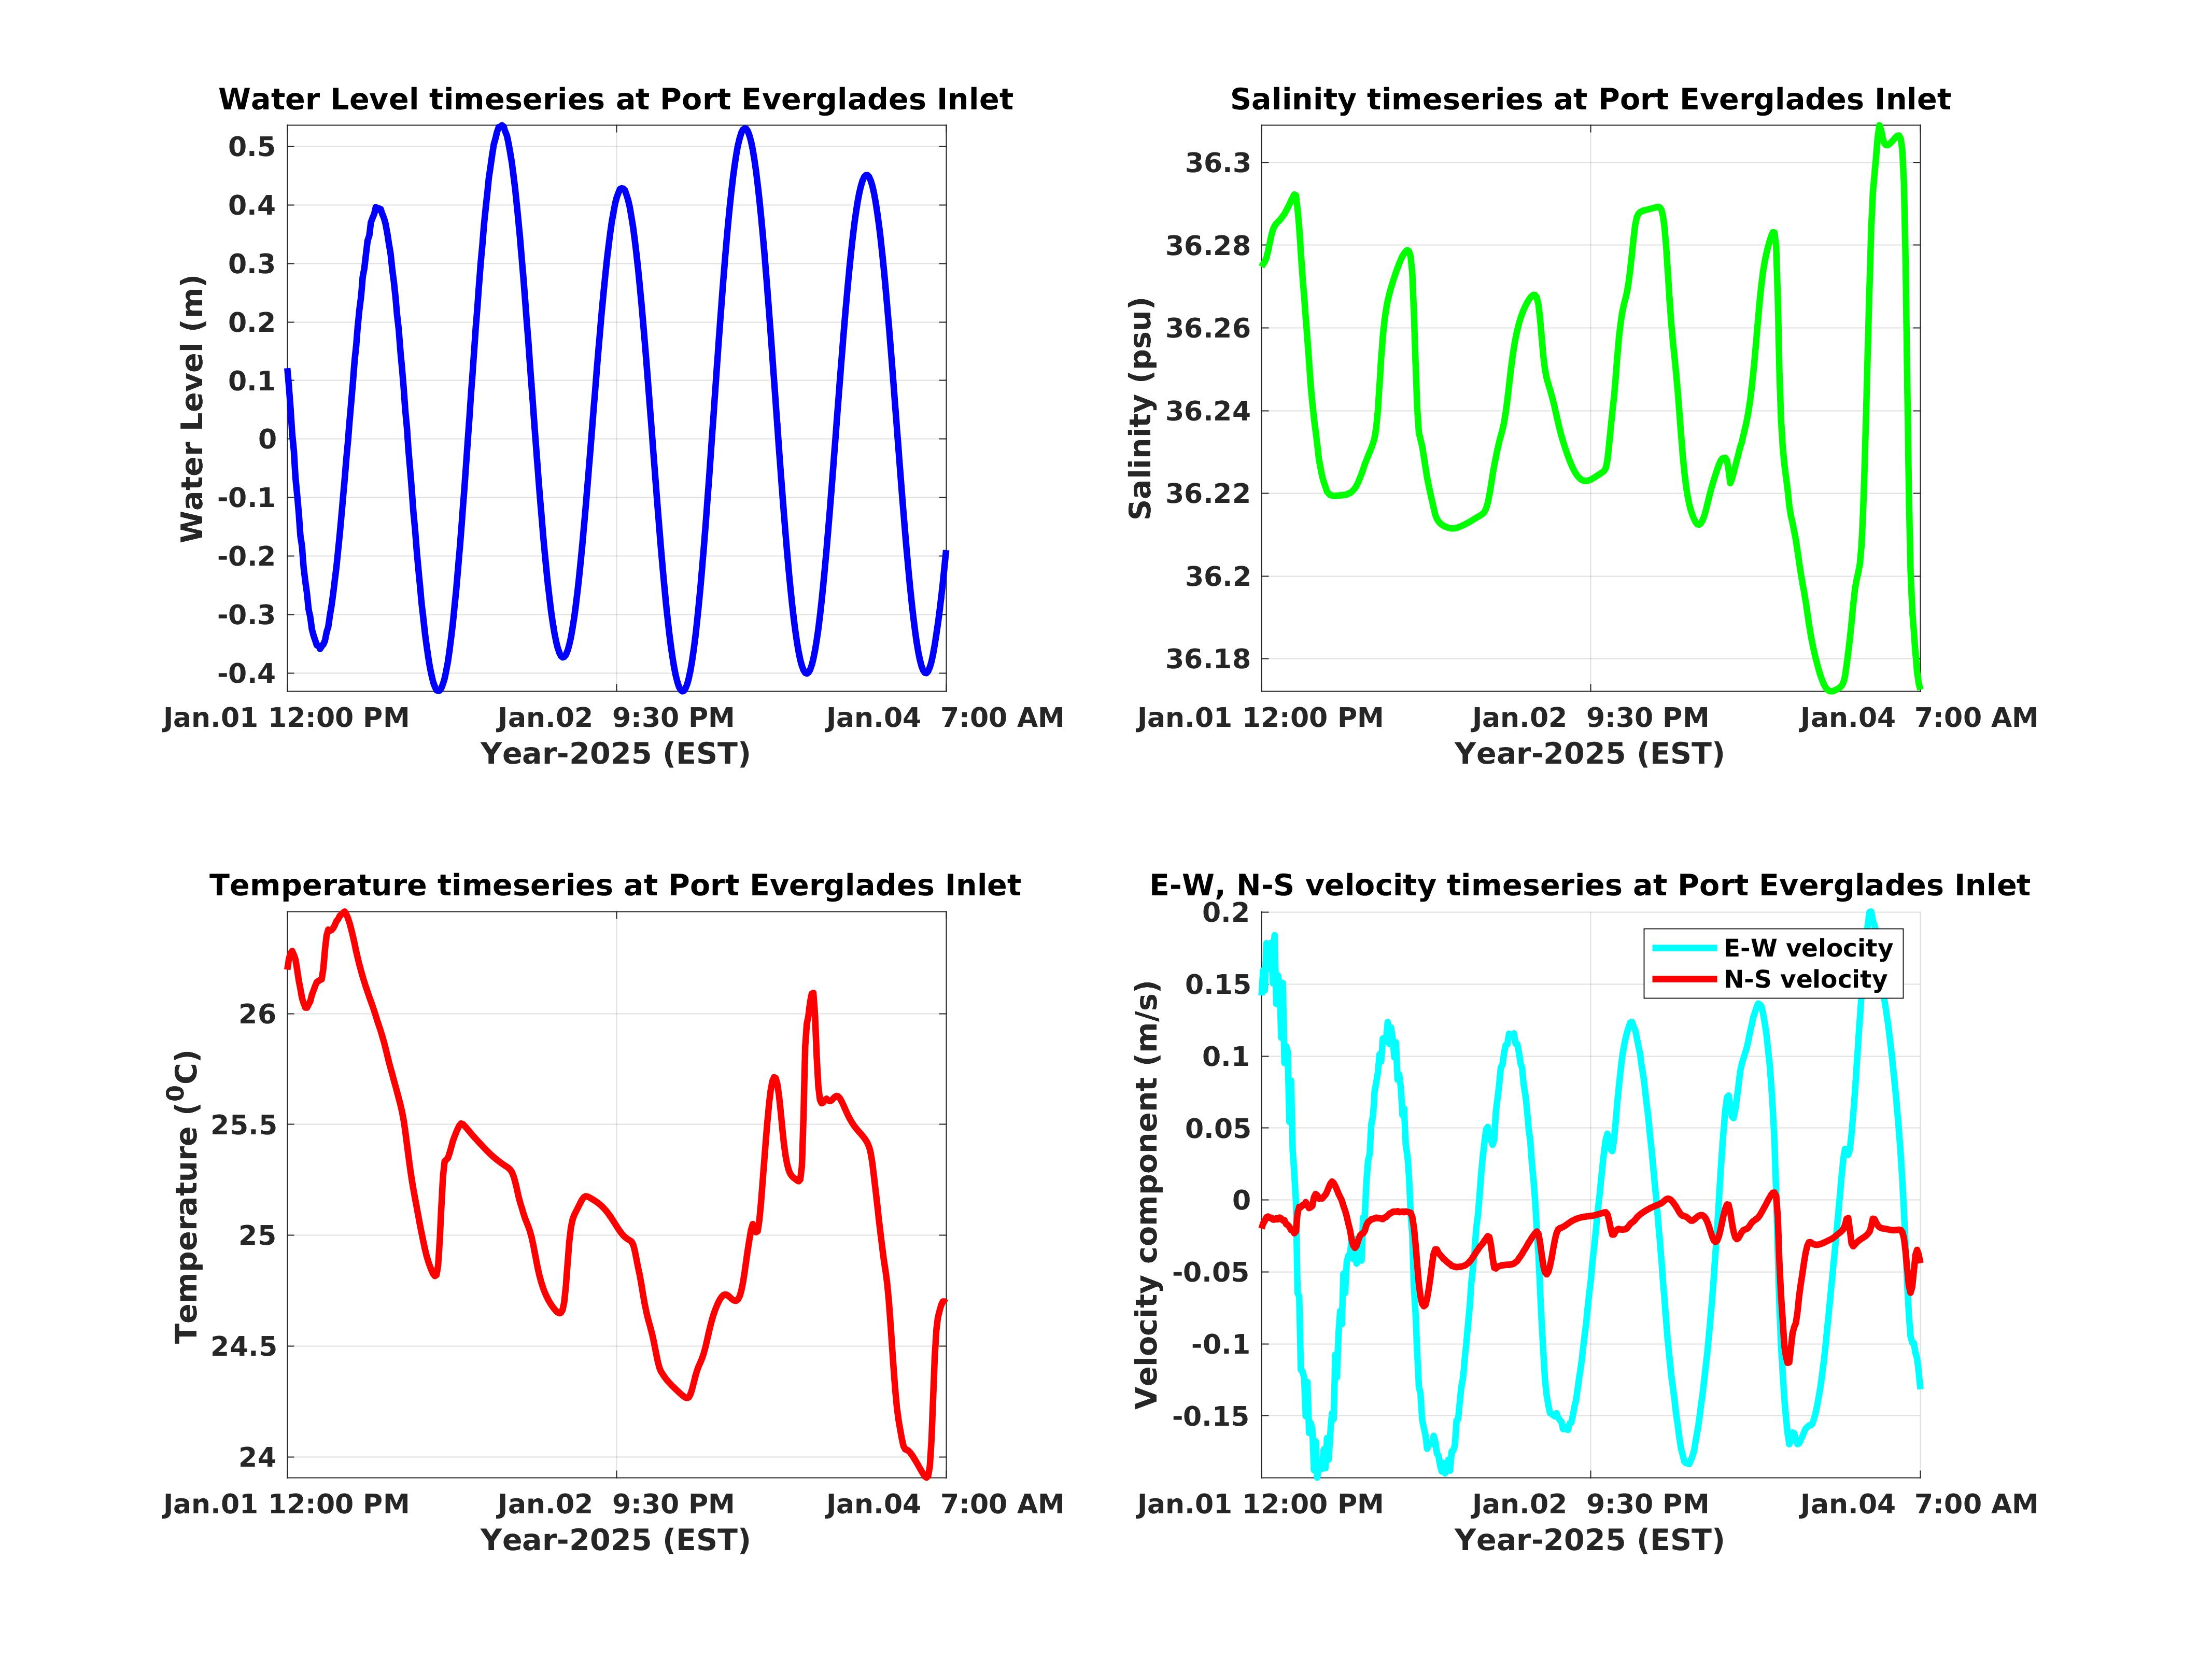 Water Level timeseries at Port Everglades Inlet
0.5
0.4
0.3
0.2
0.1
0
-0.1
-0.2
-0.3
-0.4
Water Level (m)
Jan.01 12:00 PM
Jan.02  9:30 PM
Jan.04  7:00 AM
Year-2025 (EST)
Salinity timeseries at Port Everglades Inlet
36.3
36.28
36.26
36.24
36.22
36.2
36.18
Salinity (psu)
Jan.01 12:00 PM
Jan.02  9:30 PM
Jan.04  7:00 AM
Year-2025 (EST)
Temperature timeseries at Port Everglades Inlet
26
25.5
25
24.5
24
Temperature (⁰C)
Jan.01 12:00 PM
Jan.02  9:30 PM
Jan.04  7:00 AM
Year-2025 (EST)
E-W, N-S velocity timeseries at Port Everglades Inlet
0.2
0.15
0.1
0.05
0
-0.05
-0.1
-0.15
Velocity component (m/s)
E-W velocity
N-S velocity
Jan.01 12:00 PM
Jan.02  9:30 PM
Jan.04  7:00 AM
Year-2025 (EST)